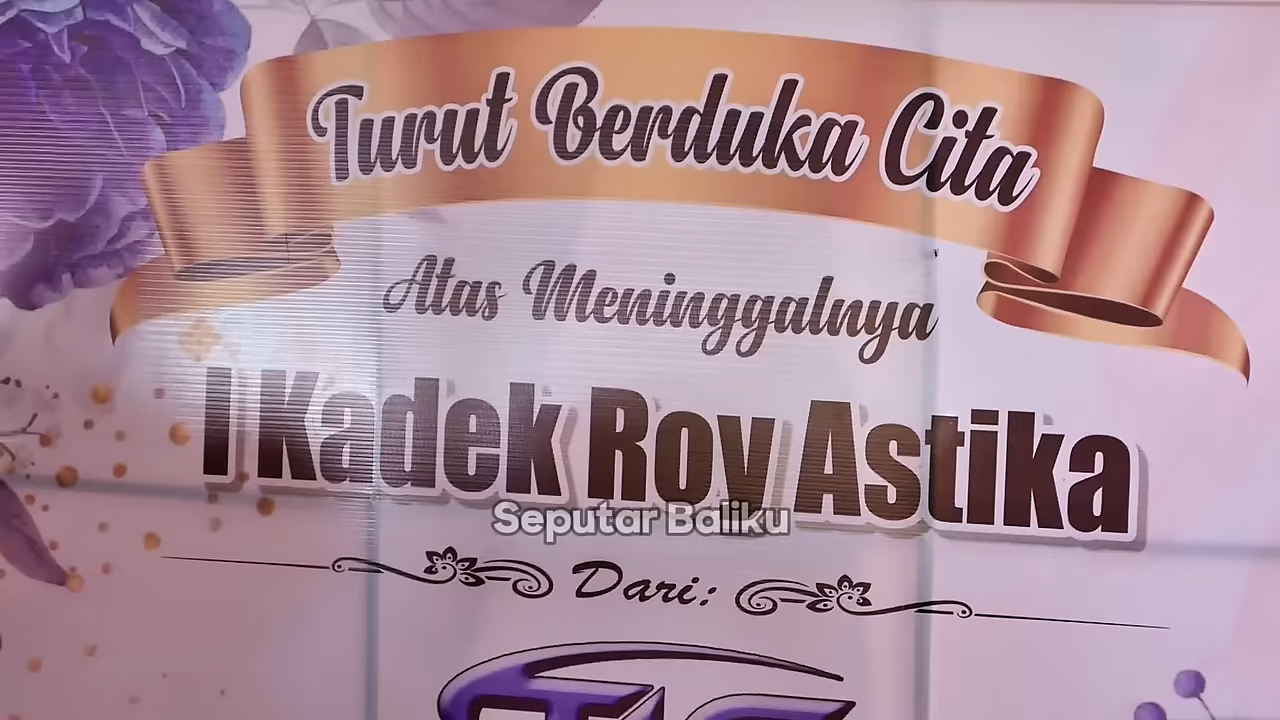 Turut Berduka Cita
Atas Meninggalnya
I Kadek Roy Astika
Seputar Baliku
Dari: